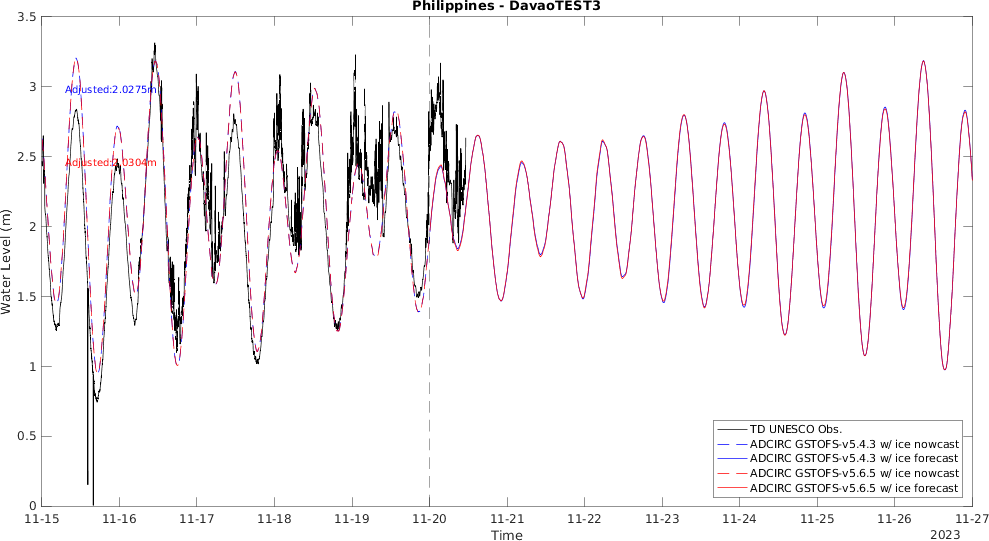 Philippines - DavaoTEST3
3.5
3
2.5
2
1.5
1
0.5
0
Water Level (m)
Adjusted:2.0275m
Adjusted:2.0304m
TD UNESCO Obs.
ADCIRC GSTOFS-v5.4.3 w/ ice nowcast
ADCIRC GSTOFS-v5.4.3 w/ ice forecast
ADCIRC GSTOFS-v5.6.5 w/ ice nowcast
ADCIRC GSTOFS-v5.6.5 w/ ice forecast
11-15 11-16 11-17 11-18 11-19 11-20 11-21 11-22 11-23 11-24 11-25 11-26 11-27
Time
2023